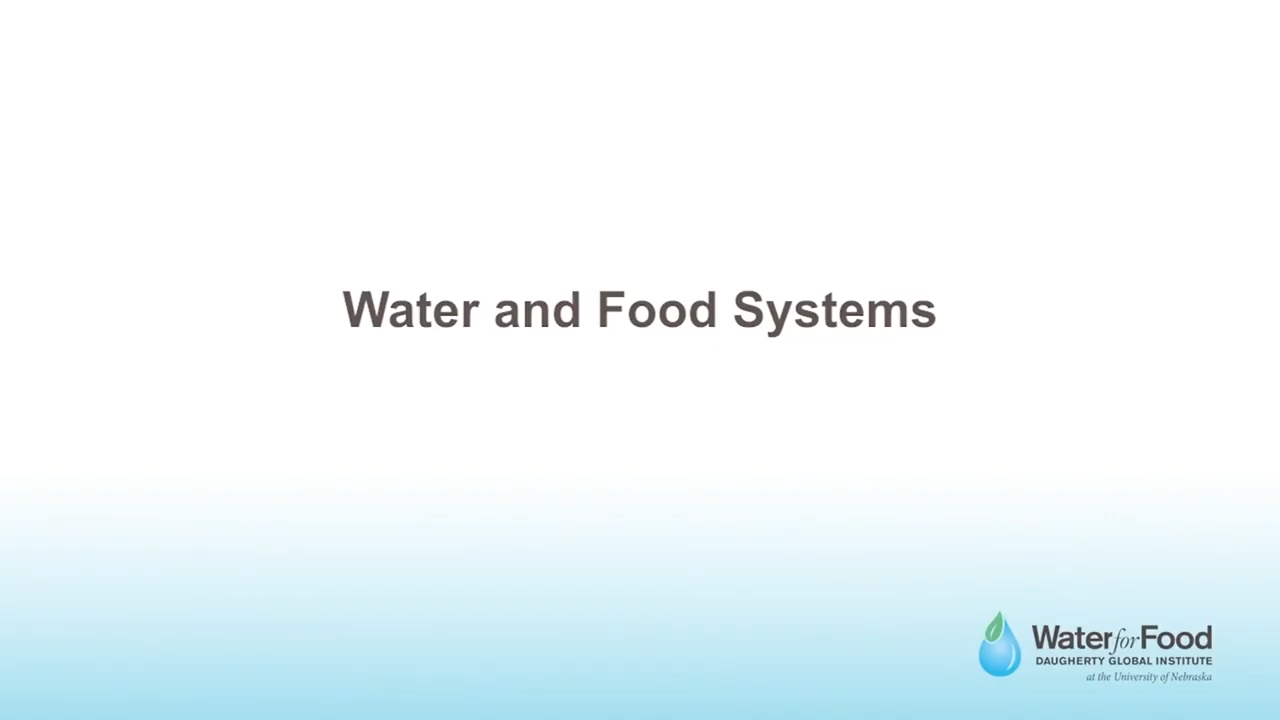 Water and Food Systems
Water for Food
DAUGHERTY GLOBAL INSTITUTE
at the University of Nebraska